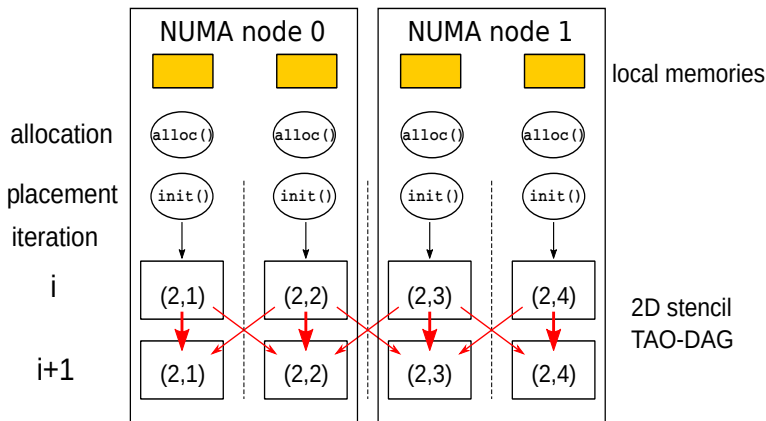 NUMA node 0 NUMA node 1
local memories
allocation alloc() alloc() alloc() alloc()
placement init() init() init() init()
iteration
i (2,1) (2,2) (2,3) (2,4)
2D stencil
TAO-DAG
i+1 (2,1) (2,2) (2,3) (2,4)